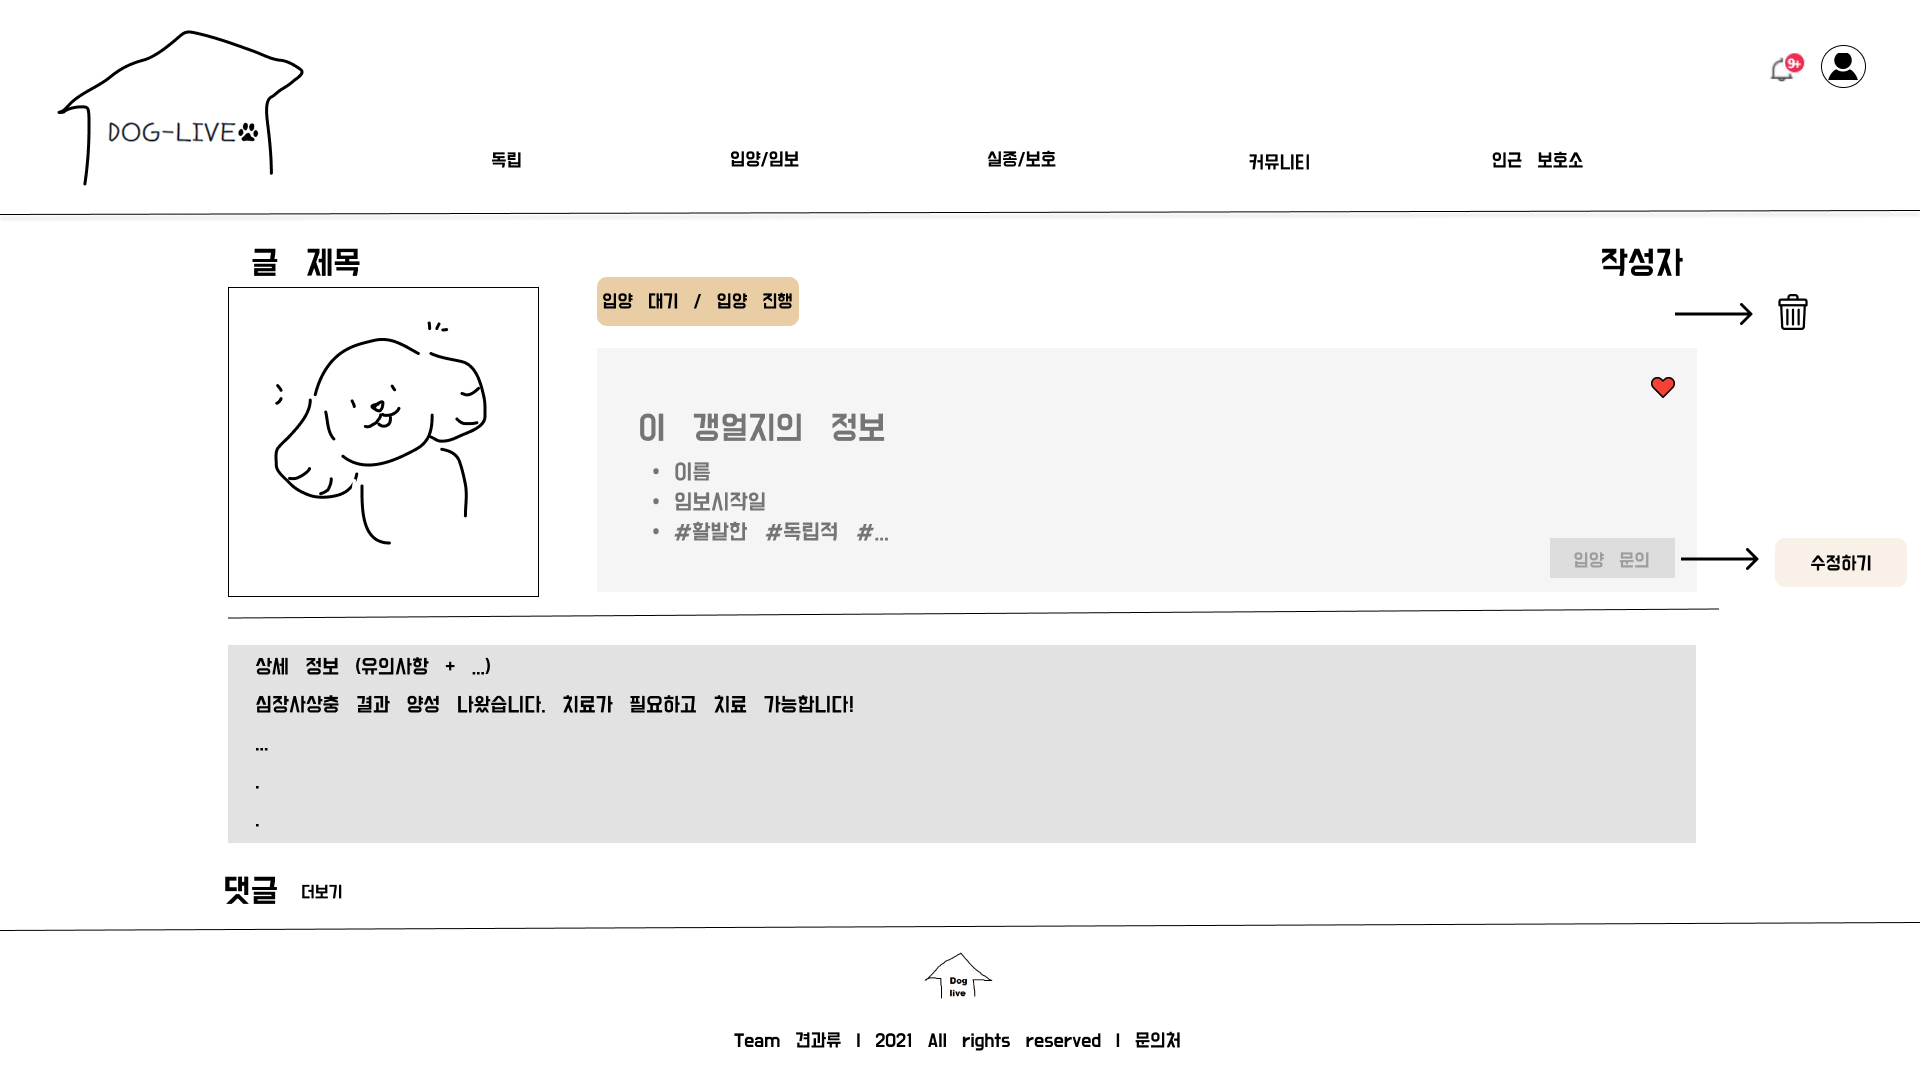 9+
DOG-LIVE
독립
입양/임보
실종/보호
커뮤니티
인근 보호소
글 제목
작성자
입양 대기 / 입양 진행
이 갱얼지의 정보
• 이름
• 임보시작일
• #활발한 #독립적 #...
입양 문의
수정하기
상세 정보 (유의사항 + ...)
심장사상충 결과 양성 나왔습니다. 치료가 필요하고 치료 가능합니다!
...
.
.
댓글 더보기
Dog
live
Team 견과류 | 2021 All rights reserved | 문의처